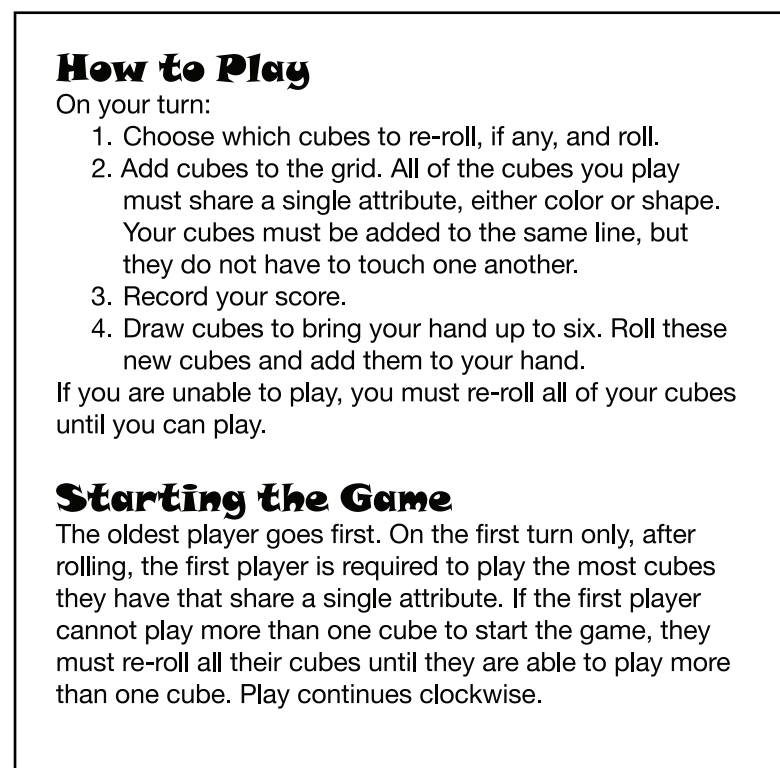 How to Play
On your turn:
1. Choose which cubes to re-roll, if any, and roll.
2. Add cubes to the grid. All of the cubes you play
must share a single attribute, either color or shape.
Your cubes must be added to the same line, but
they do not have to touch one another.
3. Record your score.
4. Draw cubes to bring your hand up to six. Roll these
new cubes and add them to your hand.
If you are unable to play, you must re-roll all of your cubes
until you can play.
Starting the Game
The oldest player goes first. On the first turn only, after
rolling, the first player is required to play the most cubes
they have that share a single attribute. If the first player
cannot play more than one cube to start the game, they
must re-roll all their cubes until they are able to play more
than one cube. Play continues clockwise.